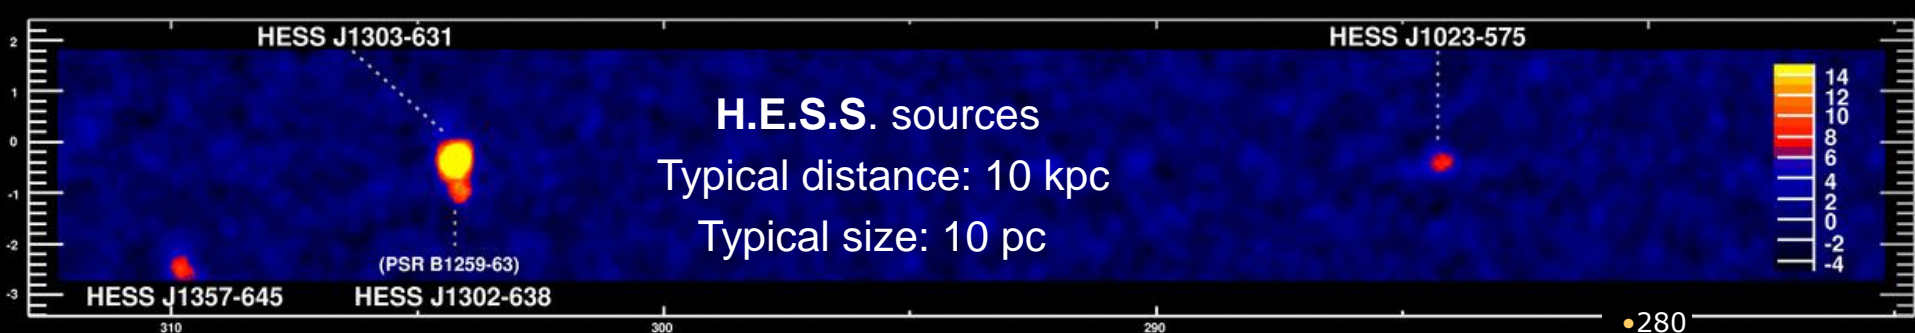 HESS J1303-631
HESS J1023-575
H.E.S.S. sources
Typical distance: 10 kpc
Typical size: 10 pc
(PSR B1259-63)
HESS J1357-645
HESS J1302-638
2
1
0
-1
-2
-3
14
12
10
8
6
4
2
0
-2
-4
310
300
290
•280